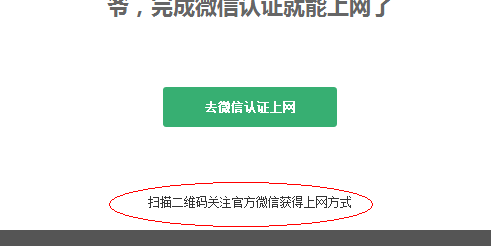 爷，完成微信认证就能上网了
去微信认证上网
扫描二维码关注官方微信获得上网方式